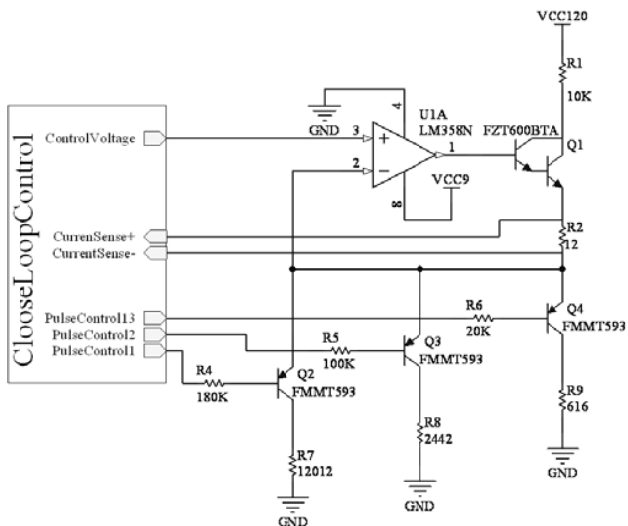 VCC120
R1
10K
U1A
LM358N
FZT600BTA
Q1
4
GND
ControlVoltage
3
+
1
2
−
8
VCC9
CurrenSense+
CurrentSense-
R2
12
ClooseLoopControl
PulseControl13
PulseControl2
PulseControl1
R6
20K
Q4
FMMT593
R5
100K
Q3
FMMT593
R4
180K
Q2
FMMT593
R9
616
R8
2442
R7
12012
GND
GND
GND